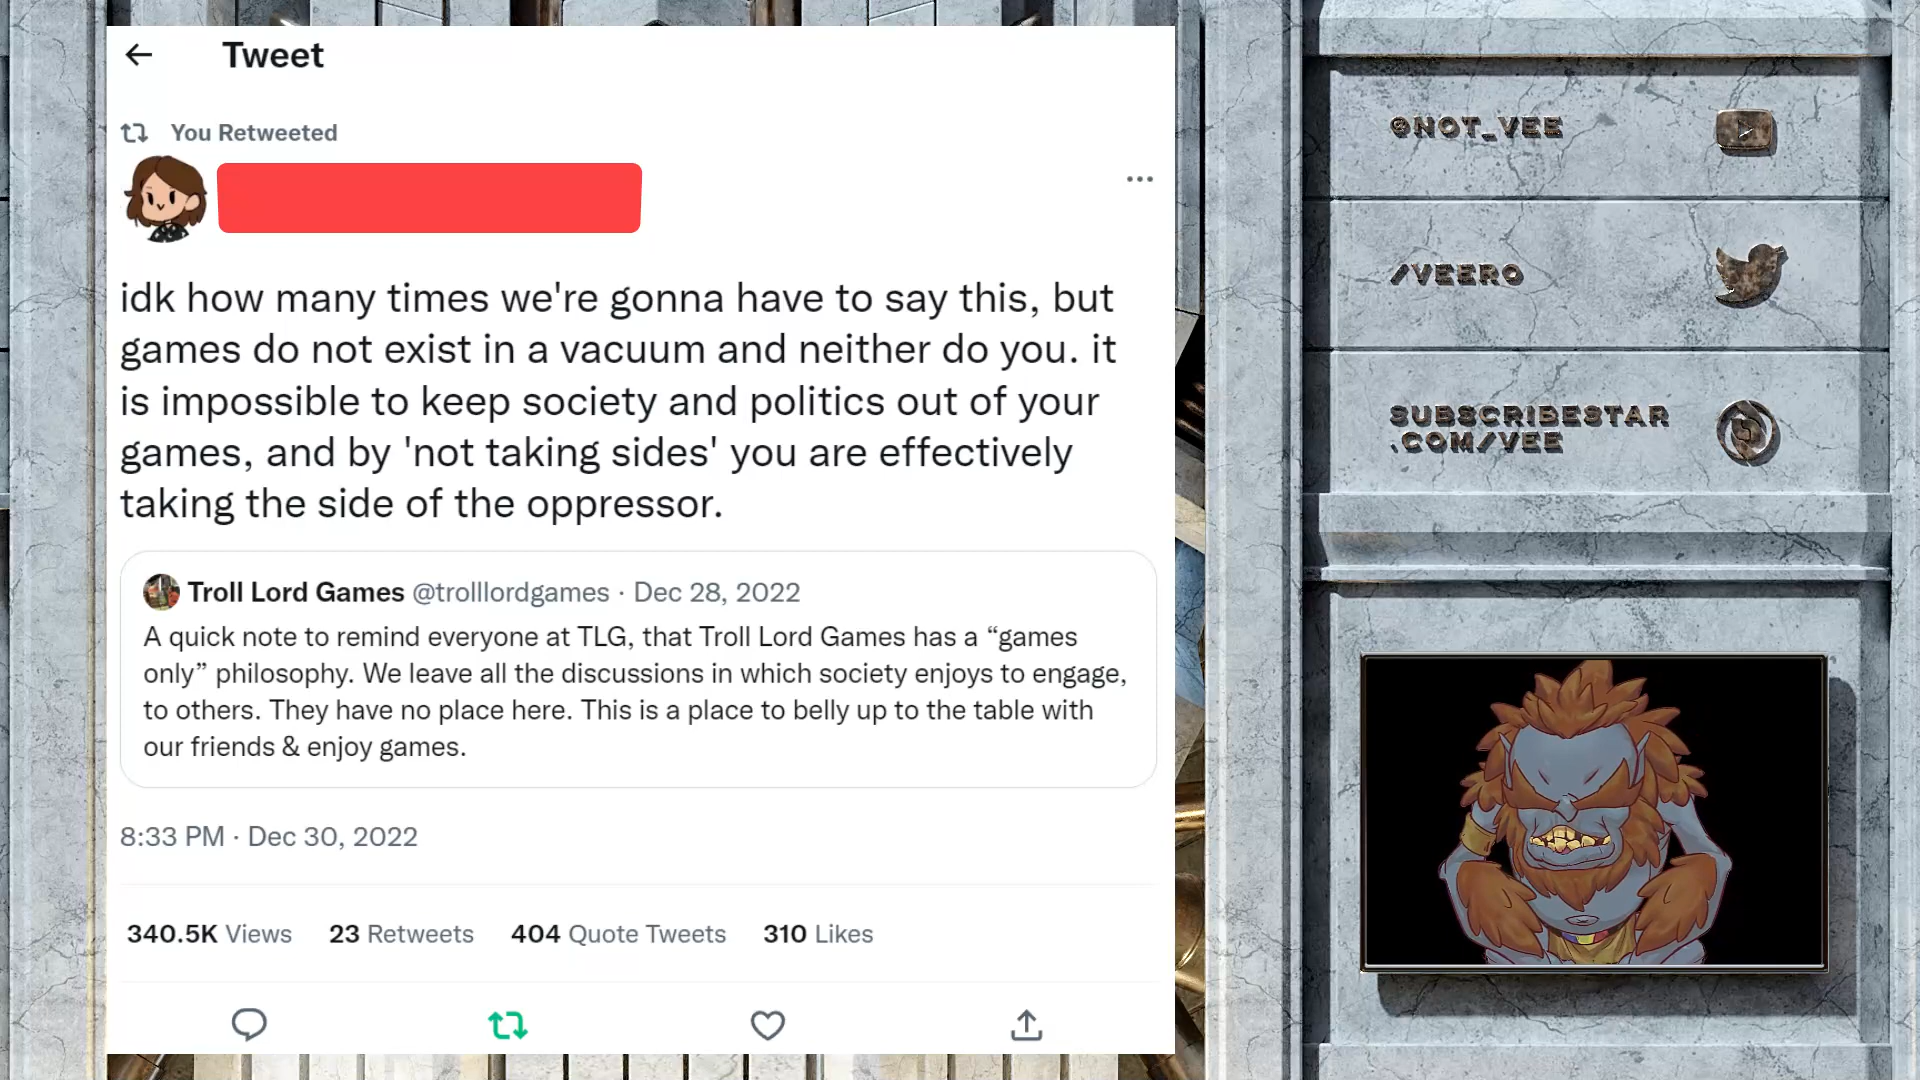 Tweet
You Retweeted
idk how many times we're gonna have to say this, but
games do not exist in a vacuum and neither do you. it
is impossible to keep society and politics out of your
games, and by 'not taking sides' you are effectively
taking the side of the oppressor.
Troll Lord Games @trolllordgames · Dec 28, 2022
A quick note to remind everyone at TLG, that Troll Lord Games has a “games
only” philosophy. We leave all the discussions in which society enjoys to engage,
to others. They have no place here. This is a place to belly up to the table with
our friends & enjoy games.
8:33 PM · Dec 30, 2022
340.5K Views 23 Retweets 404 Quote Tweets 310 Likes
@NOT_VEE
/VEERO
SUBSCRIBESTAR
.COM/VEE